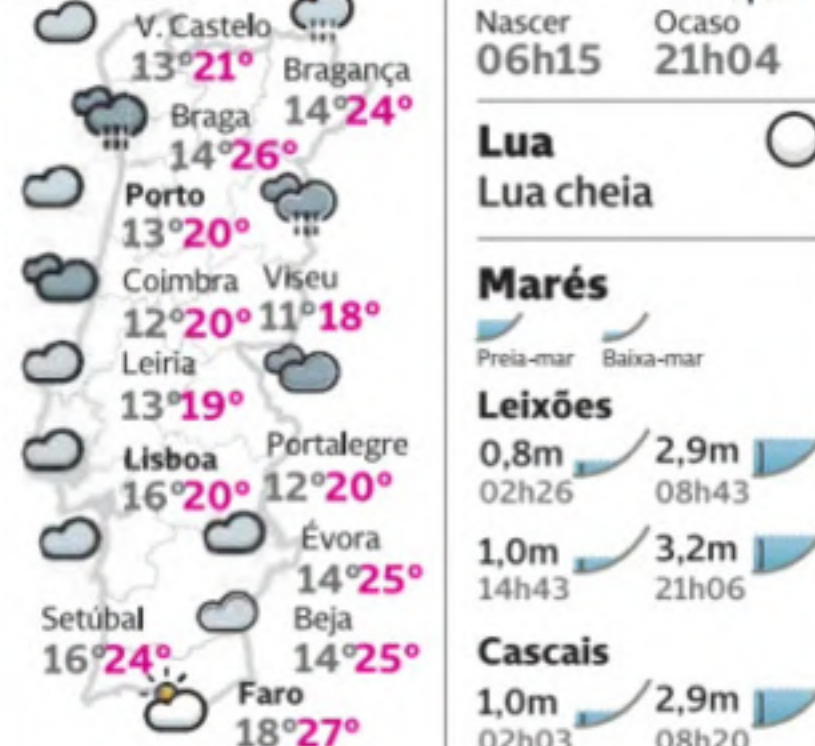 V. Castelo
13° 21°
Bragança
14° 24°
Braga
14° 26°
Porto
13° 20°
Coimbra
12° 20°
Viseu
11° 18°
Leiria
13° 19°
Lisboa
16° 20°
Portalegre
12° 20°
Évora
14° 25°
Setúbal
16° 24°
Beja
14° 25°
Faro
18° 27°
Nascer Ocaso
06h15 21h04
Lua
Lua cheia
Marés
Preia-mar Baixa-mar
Leixões
0,8m 2,9m
02h26 08h43
1,0m 3,2m
14h43 21h06
Cascais
1,0m 2,9m
02h03 08h20